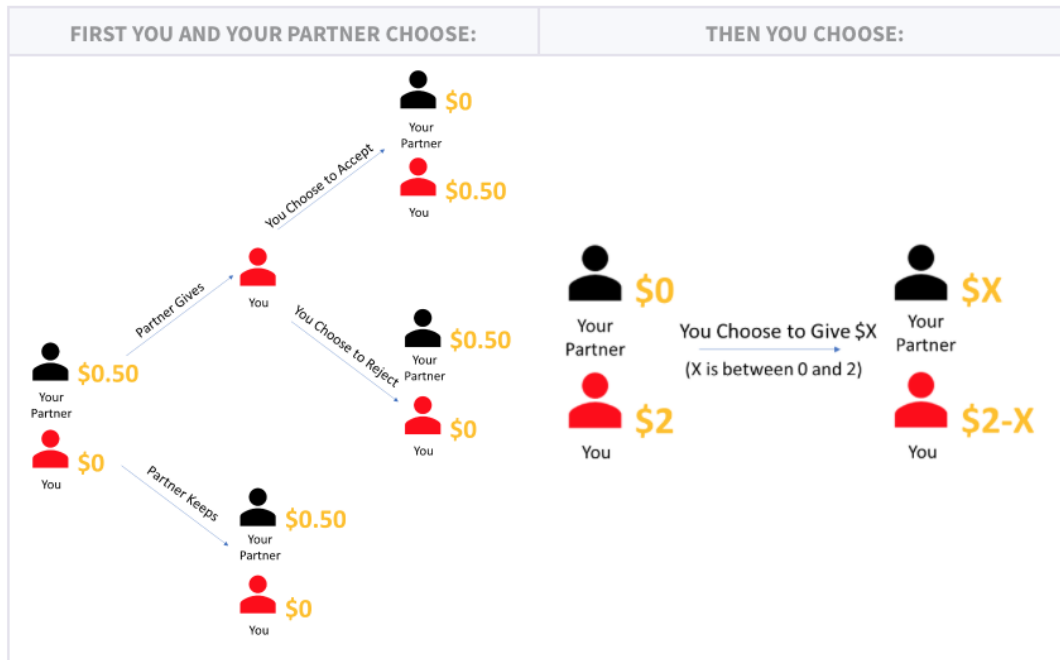 FIRST YOU AND YOUR PARTNER CHOOSE:
THEN YOU CHOOSE:
$0
Your
Partner
You Choose to Accept
$0.50
You
You
Partner Gives
You Choose to Reject
$0.50
Your
Partner
$0
You
$0.50
Your
Partner
$0
You
Partner Keeps
$0.50
Your
Partner
$0
You
$0
Your
Partner
$2
You
You Choose to Give $X
(X is between 0 and 2)
$X
Your
Partner
$2-X
You